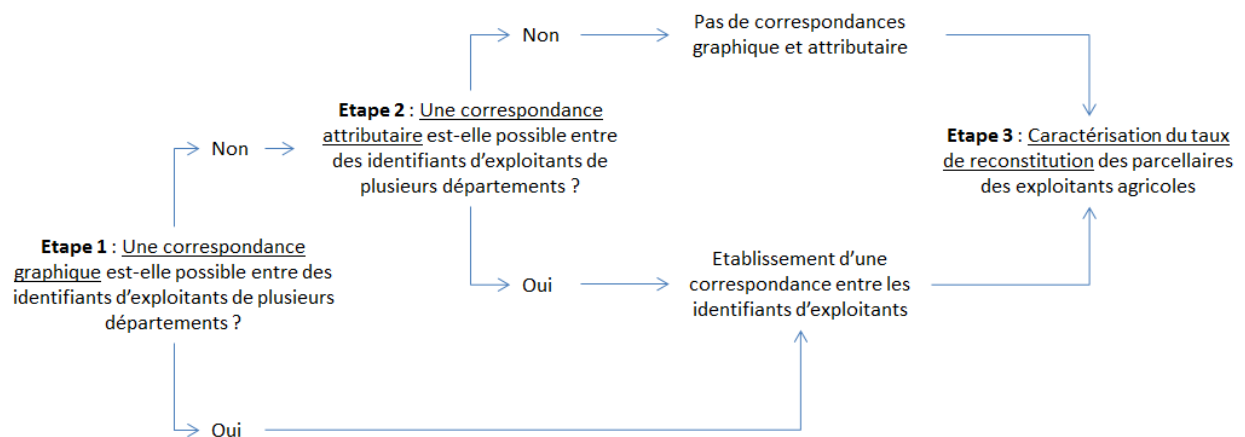 Etape 1 : Une correspondance
graphique est-elle possible entre des
identifiants d'exploitants de plusieurs
départements ?
Non
Oui
Etape 2 : Une correspondance
attributaire est-elle possible entre
des identifiants d'exploitants de
plusieurs départements ?
Non
Oui
Pas de correspondances
graphique et attributaire
Etablissement d'une
correspondance entre les
identifiants d'exploitants
Etape 3 : Caractérisation du taux
de reconstitution des parcellaires
des exploitants agricoles